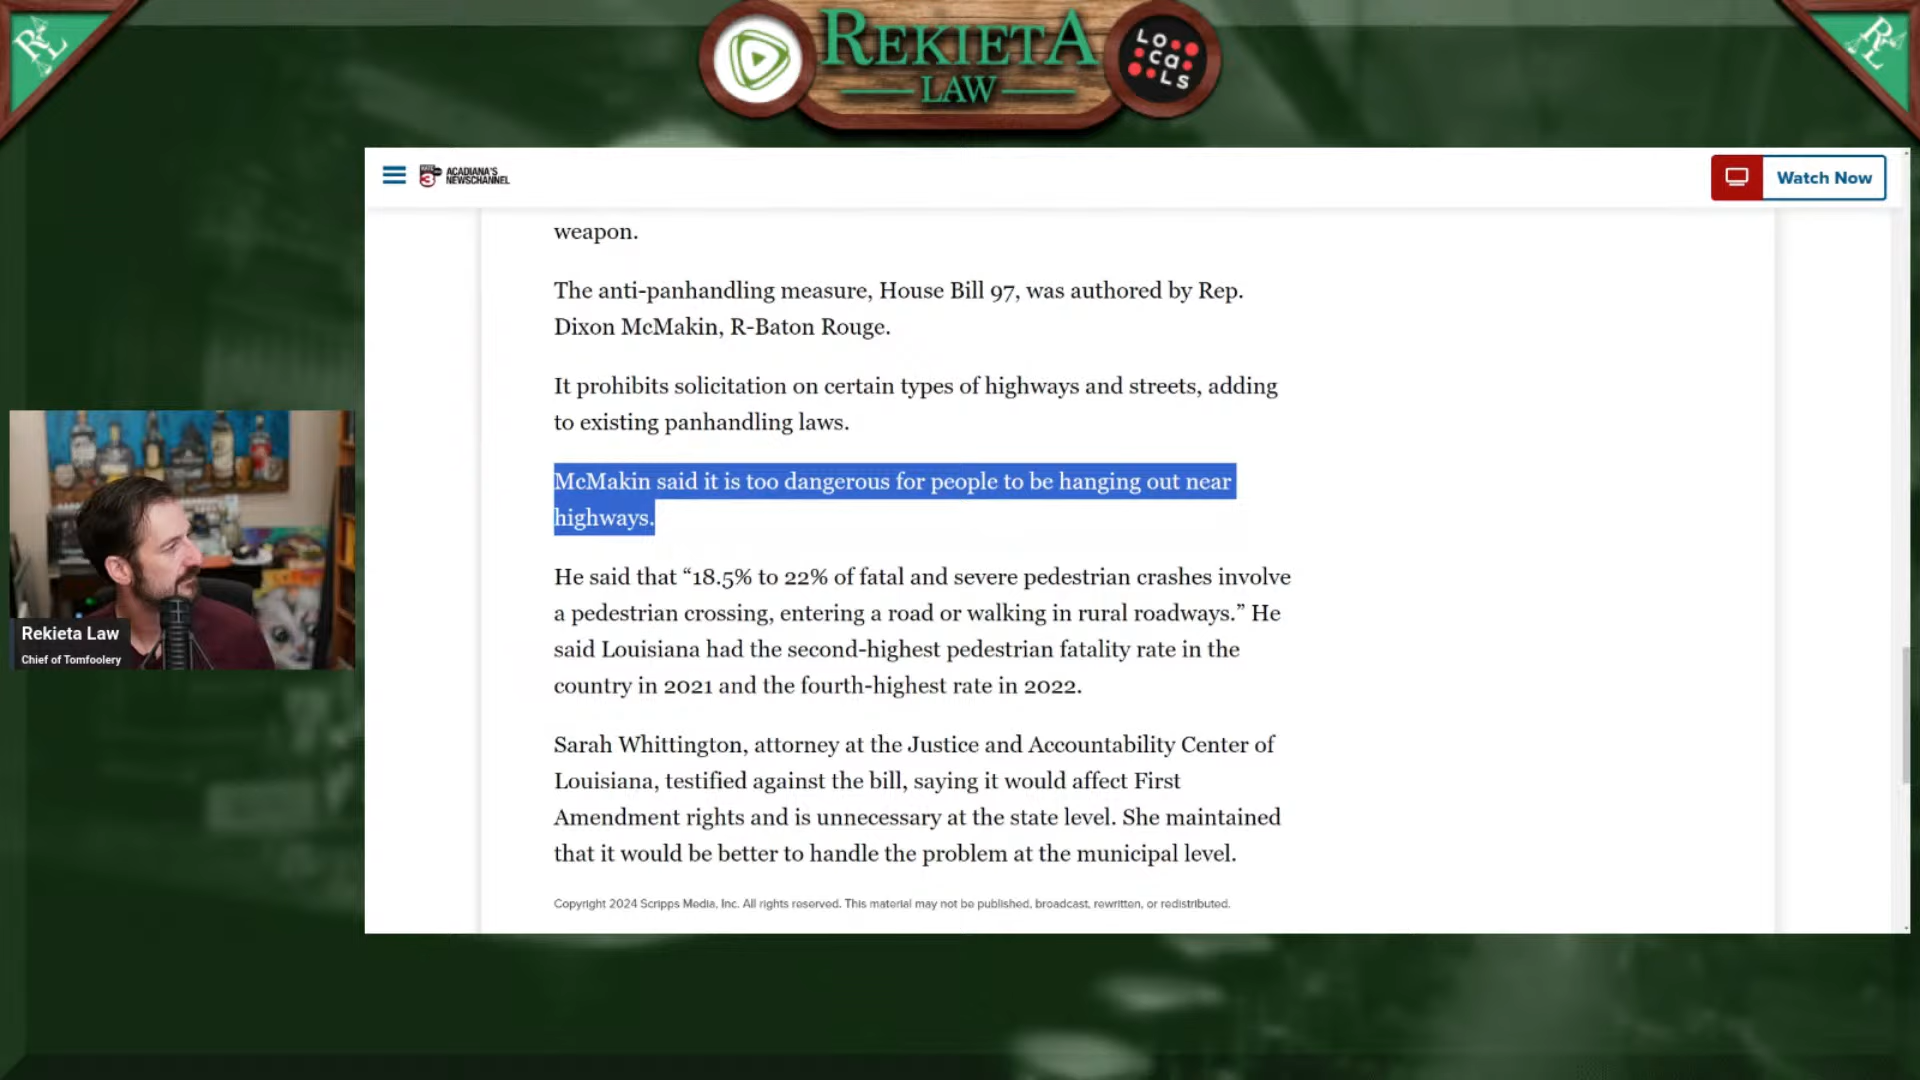 RL
REKIETA
LAW
LOcaLS
RL
ACADIANA'S
NEWSCHANNEL
3
Watch Now
weapon.
The anti-panhandling measure, House Bill 97, was authored by Rep.
Dixon McMakin, R-Baton Rouge.
It prohibits solicitation on certain types of highways and streets, adding
to existing panhandling laws.
McMakin said it is too dangerous for people to be hanging out near
highways.
He said that “18.5% to 22% of fatal and severe pedestrian crashes involve
a pedestrian crossing, entering a road or walking in rural roadways.” He
said Louisiana had the second-highest pedestrian fatality rate in the
country in 2021 and the fourth-highest rate in 2022.
Sarah Whittington, attorney at the Justice and Accountability Center of
Louisiana, testified against the bill, saying it would affect First
Amendment rights and is unnecessary at the state level. She maintained
that it would be better to handle the problem at the municipal level.
Copyright 2024 Scripps Media, Inc. All rights reserved. This material may not be published, broadcast, rewritten, or redistributed.
Rekieta Law
Chief of Tomfoolery